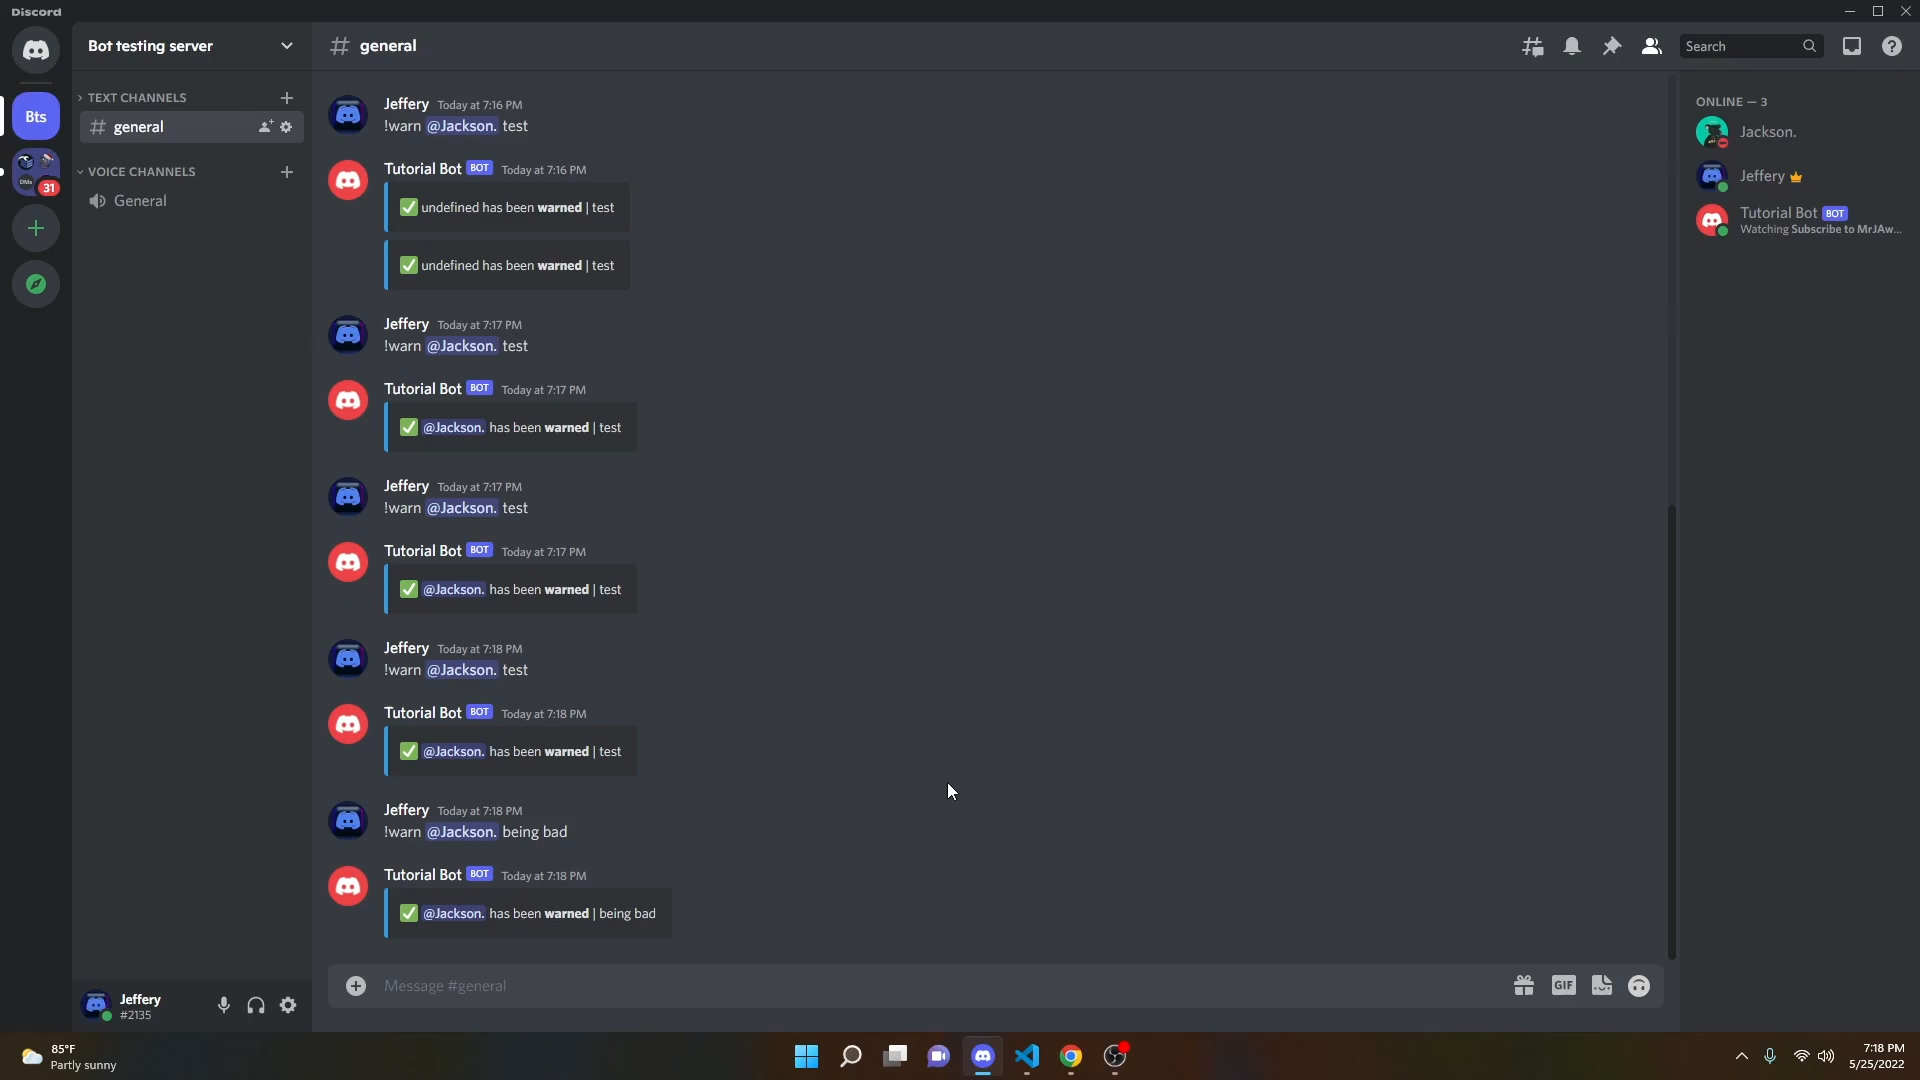 Discord
Bot testing server
general
Search
TEXT CHANNELS
general
VOICE CHANNELS
General
Bts
31
Jeffery Today at 7:16 PM
!warn @Jackson. test
Tutorial Bot BOT Today at 7:16 PM
undefined has been warned | test
undefined has been warned | test
Jeffery Today at 7:17 PM
!warn @Jackson. test
Tutorial Bot BOT Today at 7:17 PM
@Jackson. has been warned | test
Jeffery Today at 7:17 PM
!warn @Jackson. test
Tutorial Bot BOT Today at 7:17 PM
@Jackson. has been warned | test
Jeffery Today at 7:18 PM
!warn @Jackson. test
Tutorial Bot BOT Today at 7:18 PM
@Jackson. has been warned | test
Jeffery Today at 7:18 PM
!warn @Jackson. being bad
Tutorial Bot BOT Today at 7:18 PM
@Jackson. has been warned | being bad
Message #general
GIF
ONLINE — 3
Jackson.
Jeffery
Tutorial Bot BOT
Watching Subscribe to MrJAw...
Jeffery
#2135
85°F
Partly sunny
7:18 PM
5/25/2022